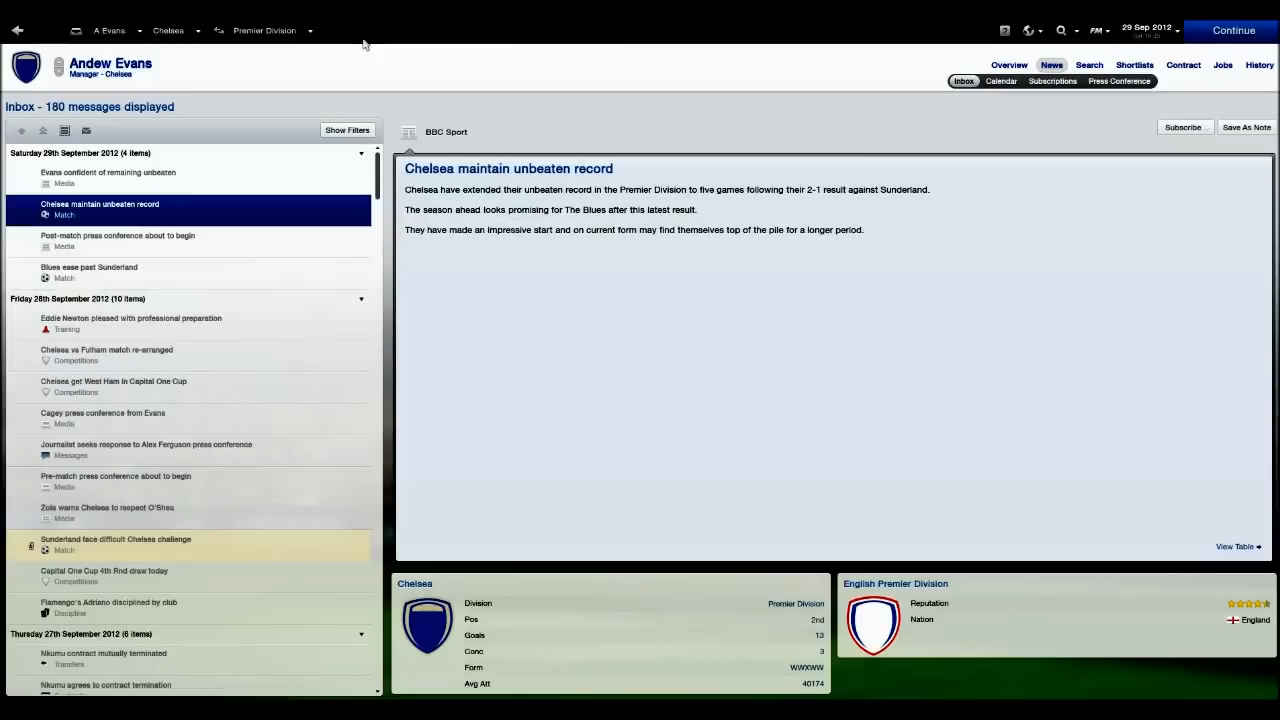 A Evans
Chelsea
Premier Division
FM
29 Sep 2012
Continue
Andew Evans
Manager - Chelsea
Overview
News
Search
Shortlists
Contract
Jobs
History
Inbox
Calendar
Subscriptions
Press Conference
Inbox - 180 messages displayed
Show Filters
Saturday 29th September 2012 (4 items)
Evans confident of remaining unbeaten
Media
Chelsea maintain unbeaten record
Match
Post-match press conference about to begin
Media
Blues ease past Sunderland
Match
Friday 28th September 2012 (10 items)
Eddie Newton pleased with professional preparation
Training
Chelsea vs Fulham match re-arranged
Competitions
Chelsea get West Ham in Capital One Cup
Competitions
Cagey press conference from Evans
Media
Journalist seeks response to Alex Ferguson press conference
Messages
Pre-match press conference about to begin
Media
Zola warns Chelsea to respect O'Shea
Media
Sunderland face difficult Chelsea challenge
Match
Capital One Cup 4th Rnd draw today
Competitions
Flamengo's Adriano disciplined by club
Discipline
Thursday 27th September 2012 (6 items)
Nkumu contract mutually terminated
Transfers
Nkumu agrees to contract termination
BBC Sport
Subscribe
Save As Note
Chelsea maintain unbeaten record
Chelsea have extended their unbeaten record in the Premier Division to five games following their 2-1 result against Sunderland.
The season ahead looks promising for The Blues after this latest result.
They have made an impressive start and on current form may find themselves top of the pile for a longer period.
View Table
Chelsea
Division Premier Division
Pos 2nd
Goals 13
Conc 3
Form WWXWW
Avg Att 40174
English Premier Division
Reputation
Nation England